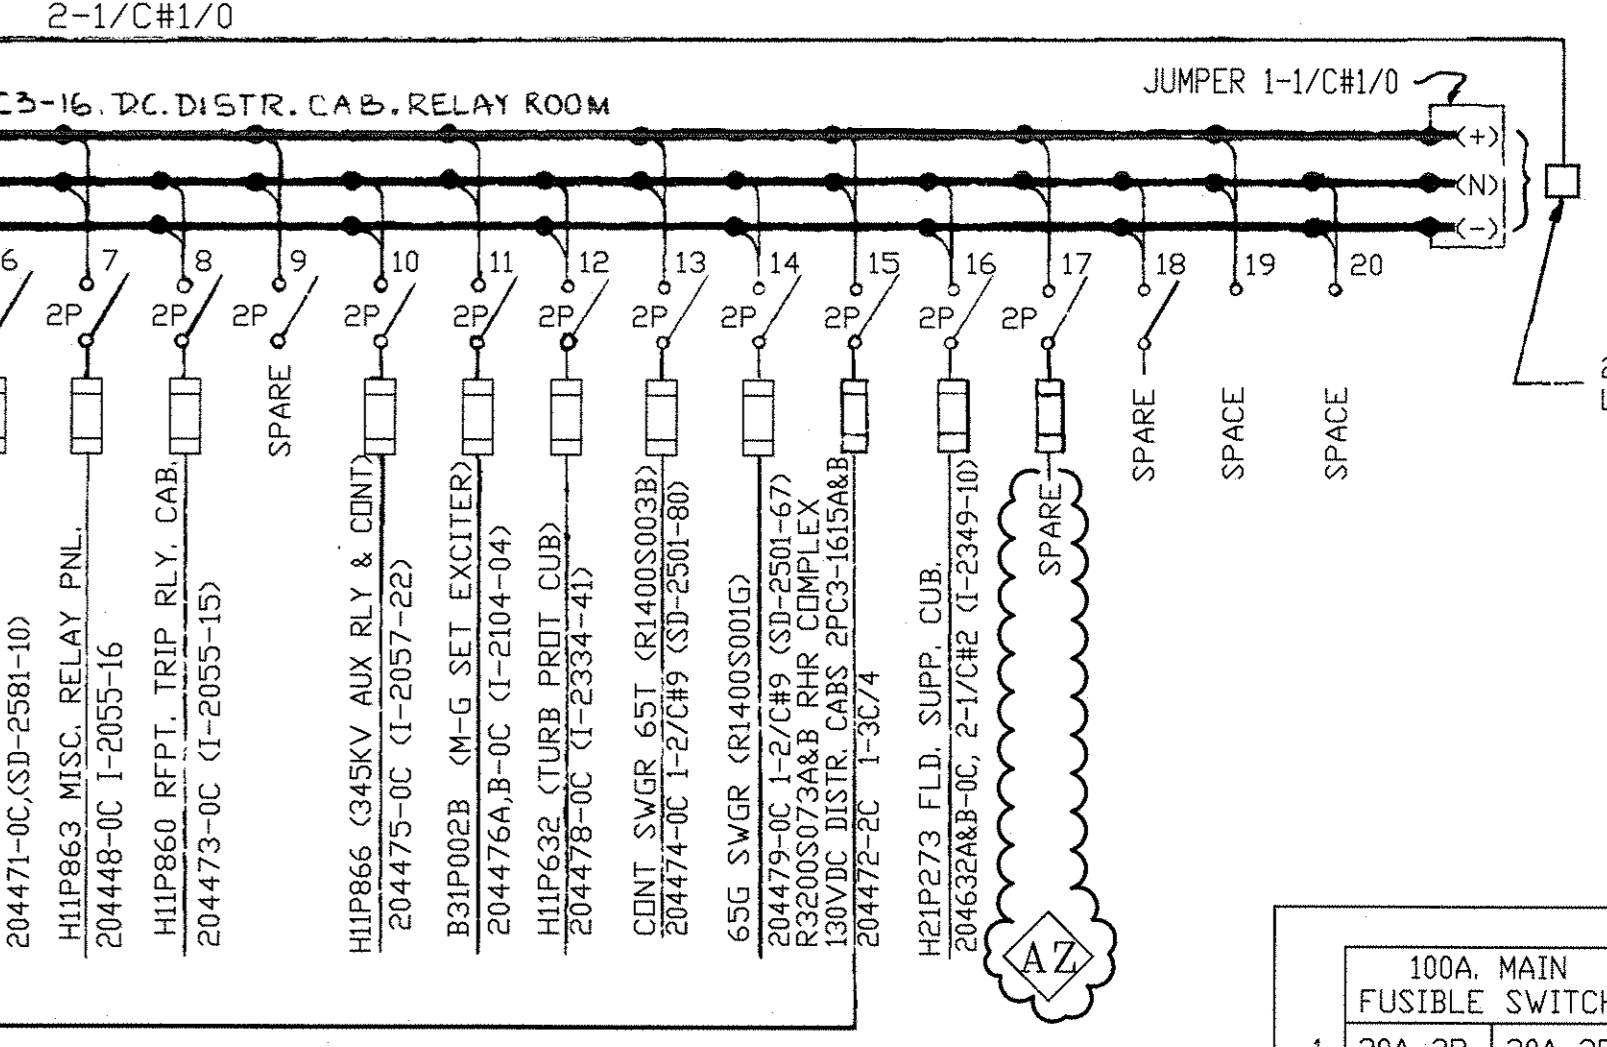 2-1/C#1/0
JUMPER 1-1/C#1/0
C3-16. DC. DISTR. CAB. RELAY ROOM
(+)
(N)
(-)
6 7 8 9 10 11 12 13 14 15 16 17 18 19 20
2P 2P 2P 2P 2P 2P 2P 2P 2P 2P 2P
204471-0C,(SD-2581-10)
H11P863 MISC. RELAY PNL.
204448-0C I-2055-16
H11P860 RFPT. TRIP RLY. CAB.
204473-0C (I-2055-15)
SPARE
H11P866 (345KV AUX RLY & CONT)
204475-0C (I-2057-22)
B31P002B (M-G SET EXCITER)
204476A,B-0C (I-2104-04)
H11P632 (TURB PROT CUB)
204478-0C (I-2334-41)
CONT SWGR 65T (R1400S003B)
204474-0C 1-2/C#9 (SD-2501-80)
65G SWGR (R1400S001G)
204479-0C 1-2/C#9 (SD-2501-67)
R3200S073A&B RHR COMPLEX
130VDC DISTR. CABS 2PC3-1615A&B
204472-2C 1-3C/4
H21P273 FLD. SUPP. CUB.
204632A&B-0C, 2-1/C#2 (I-2349-10)
SPARE
AZ
SPARE
SPACE
SPACE
100A. MAIN
FUSIBLE SWITCH